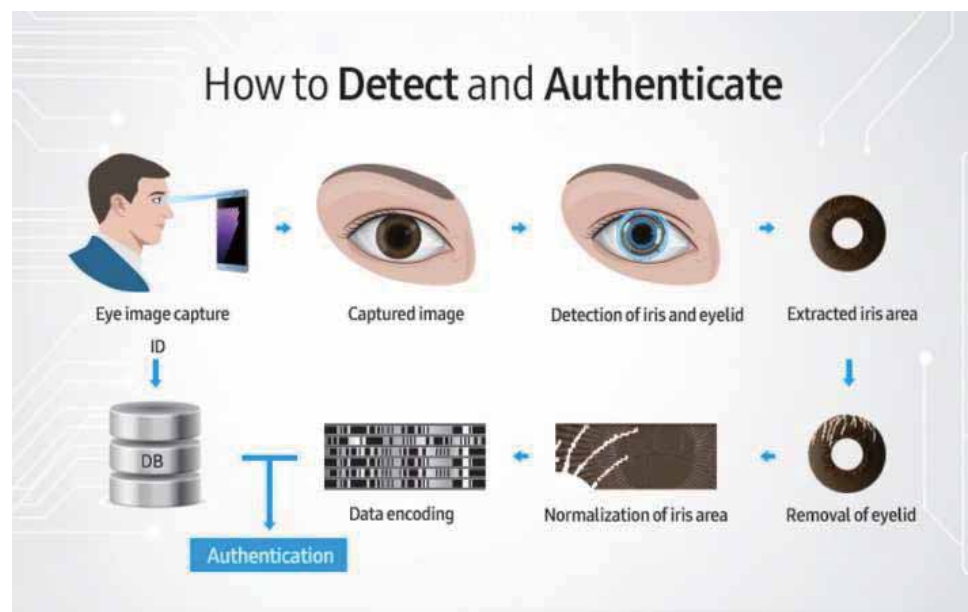 How to Detect and Authenticate
Eye image capture
Captured image
Detection of iris and eyelid
Extracted iris area
ID
DB
Data encoding
Normalization of iris area
Removal of eyelid
Authentication